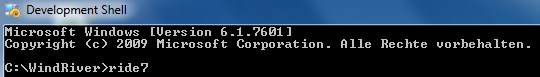 Development Shell
Microsoft Windows [Version 6.1.7601]
Copyright (c) 2009 Microsoft Corporation. Alle Rechte vorbehalten.
C:\WindRiver>ride7